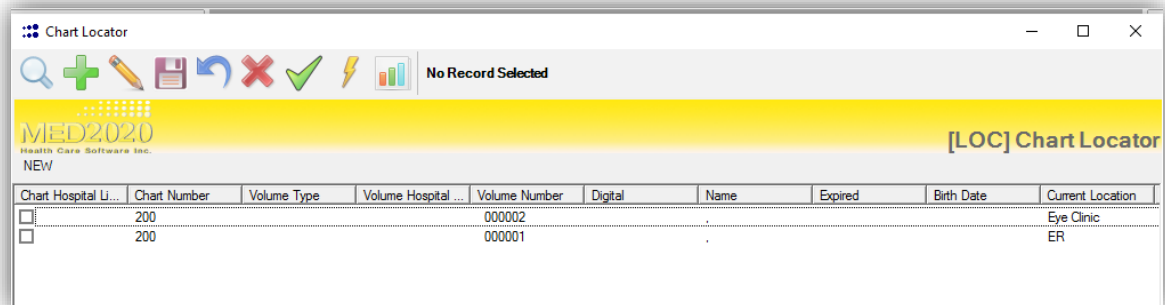 Chart Locator
No Record Selected
MED2020
Health Care Software Inc.
[LOC] Chart Locator
NEW
Chart Hospital Li... Chart Number Volume Type Volume Hospital ... Volume Number Digital Name Expired Birth Date Current Location
200 000002 , Eye Clinic
200 000001 , ER